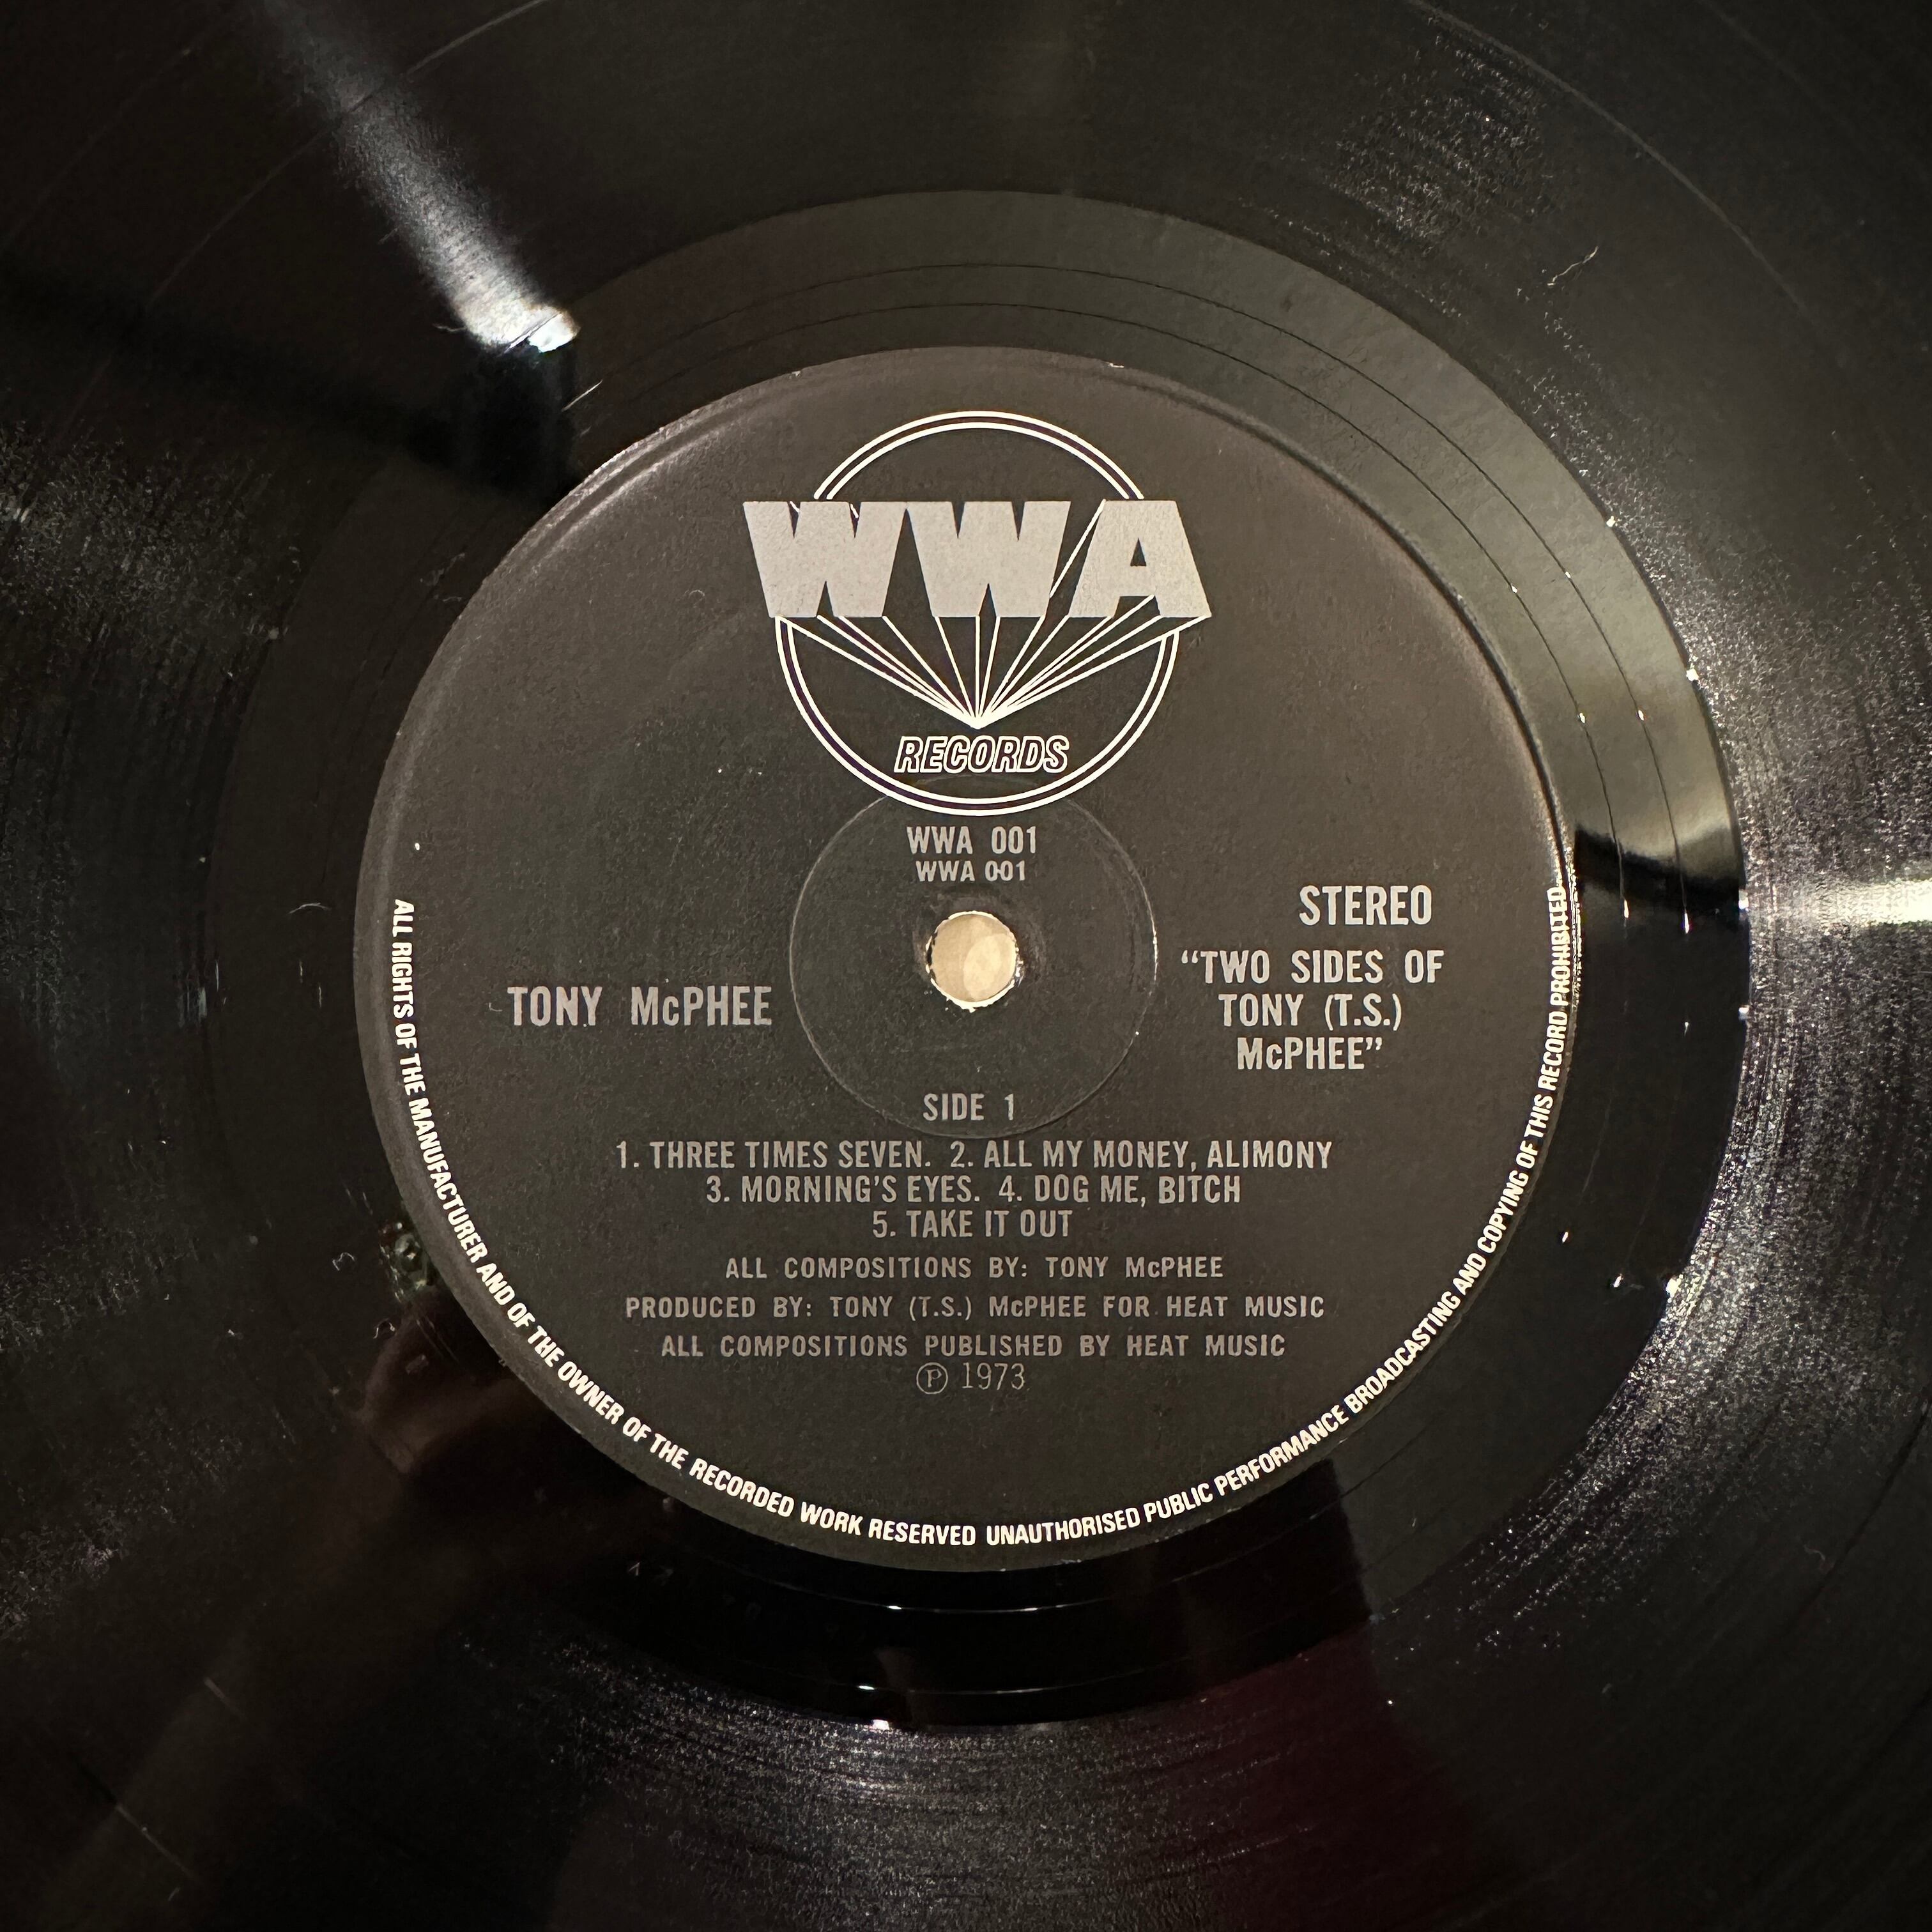 WWA
RECORDS
WWA 001
WWA 001
STEREO
"TWO SIDES OF
TONY (T.S.)
McPHEE"
TONY McPHEE
SIDE 1
1. THREE TIMES SEVEN. 2. ALL MY MONEY, ALIMONY
3. MORNING'S EYES. 4. DOG ME, BITCH
5. TAKE IT OUT
ALL COMPOSITIONS BY: TONY McPHEE
PRODUCED BY: TONY (T.S.) McPHEE FOR HEAT MUSIC
ALL COMPOSITIONS PUBLISHED BY HEAT MUSIC
Ⓟ 1973
ALL RIGHTS OF THE MANUFACTURER AND OF THE OWNER OF THE RECORDED WORK RESERVED UNAUTHORISED PUBLIC PERFORMANCE BROADCASTING AND COPYING OF THIS RECORD PROHIBITED